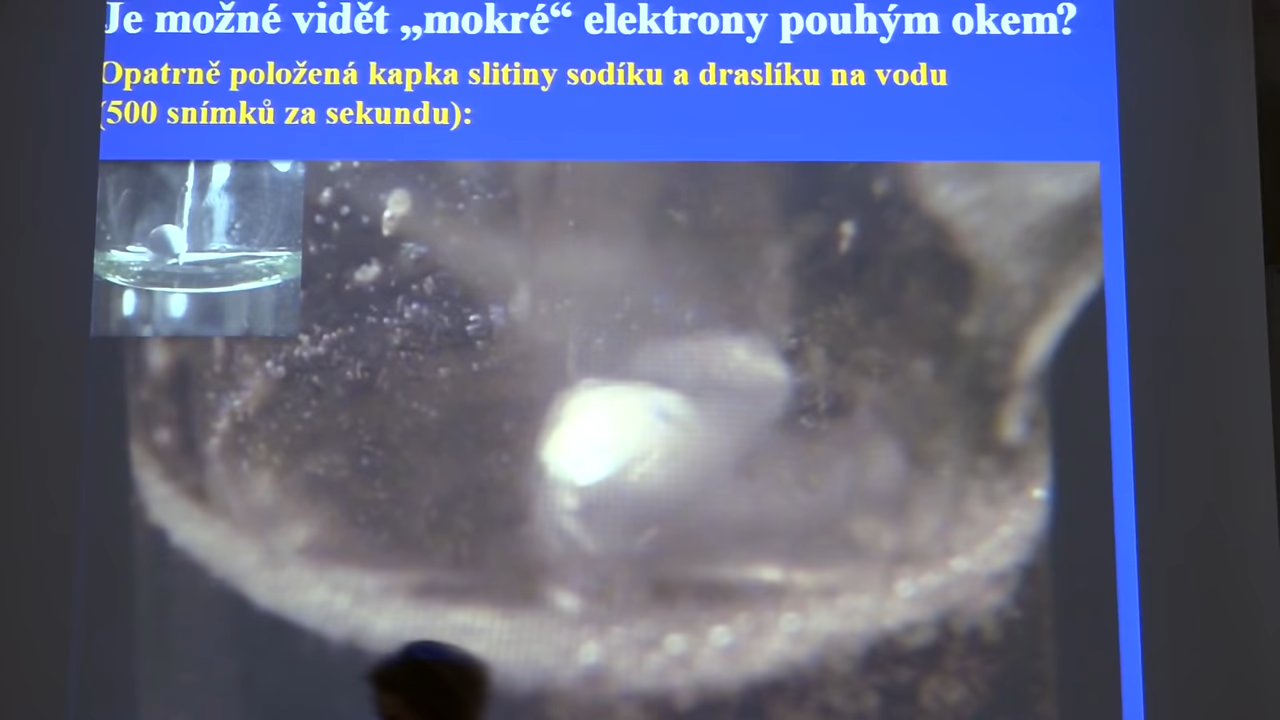 Je možné vidět „mokré“ elektrony pouhým okem?
Opatrně položená kapka slitiny sodíku a draslíku na vodu
(500 snímků za sekundu):